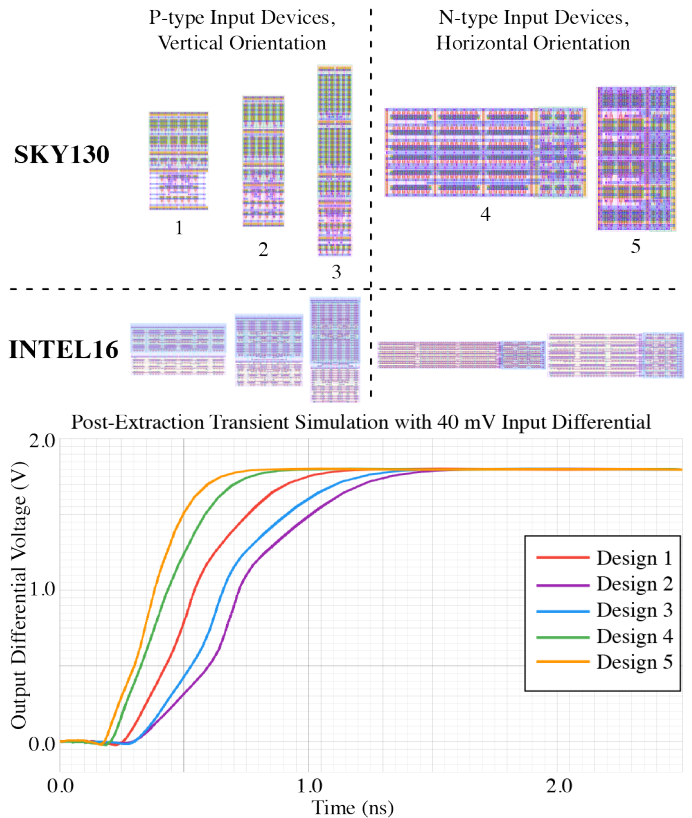 P-type Input Devices,
Vertical Orientation
N-type Input Devices,
Horizontal Orientation
SKY130
1
2
3
4
5
INTEL16
Post-Extraction Transient Simulation with 40 mV Input Differential
Output Differential Voltage (V)
2.0
1.0
0.0
Design 1
Design 2
Design 3
Design 4
Design 5
0.0
1.0
2.0
Time (ns)